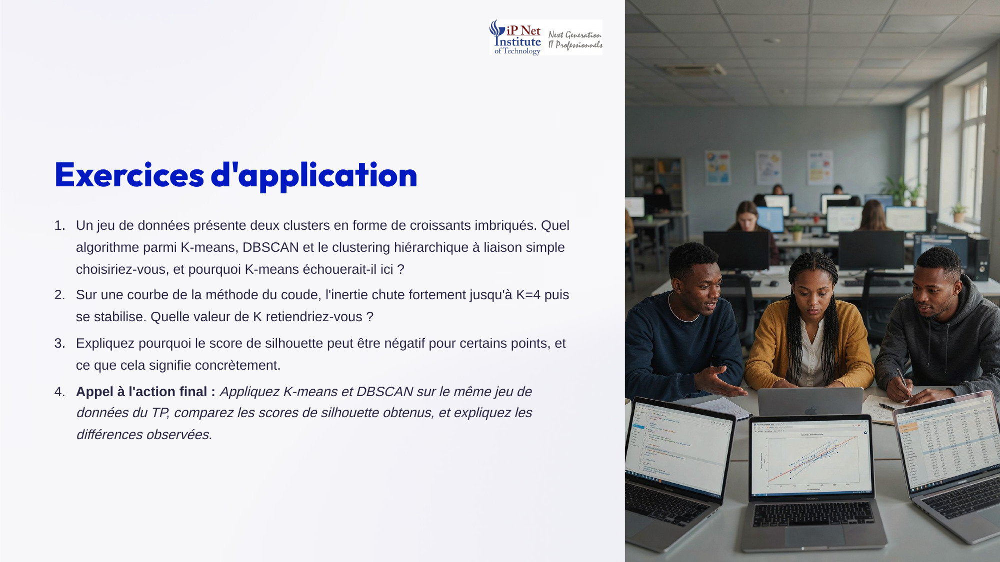 iP Net
Institute
of Technology
Next Generation
IT Professionnels
Exercices d'application
1. Un jeu de données présente deux clusters en forme de croissants imbriqués. Quel
algorithme parmi K-means, DBSCAN et le clustering hiérarchique à liaison simple
choisiriez-vous, et pourquoi K-means échouerait-il ici ?
2. Sur une courbe de la méthode du coude, l'inertie chute fortement jusqu'à K=4 puis
se stabilise. Quelle valeur de K retiendriez-vous ?
3. Expliquez pourquoi le score de silhouette peut être négatif pour certains points, et
ce que cela signifie concrètement.
4. Appel à l'action final : Appliquez K-means et DBSCAN sur le même jeu de
données du TP, comparez les scores de silhouette obtenus, et expliquez les
différences observées.